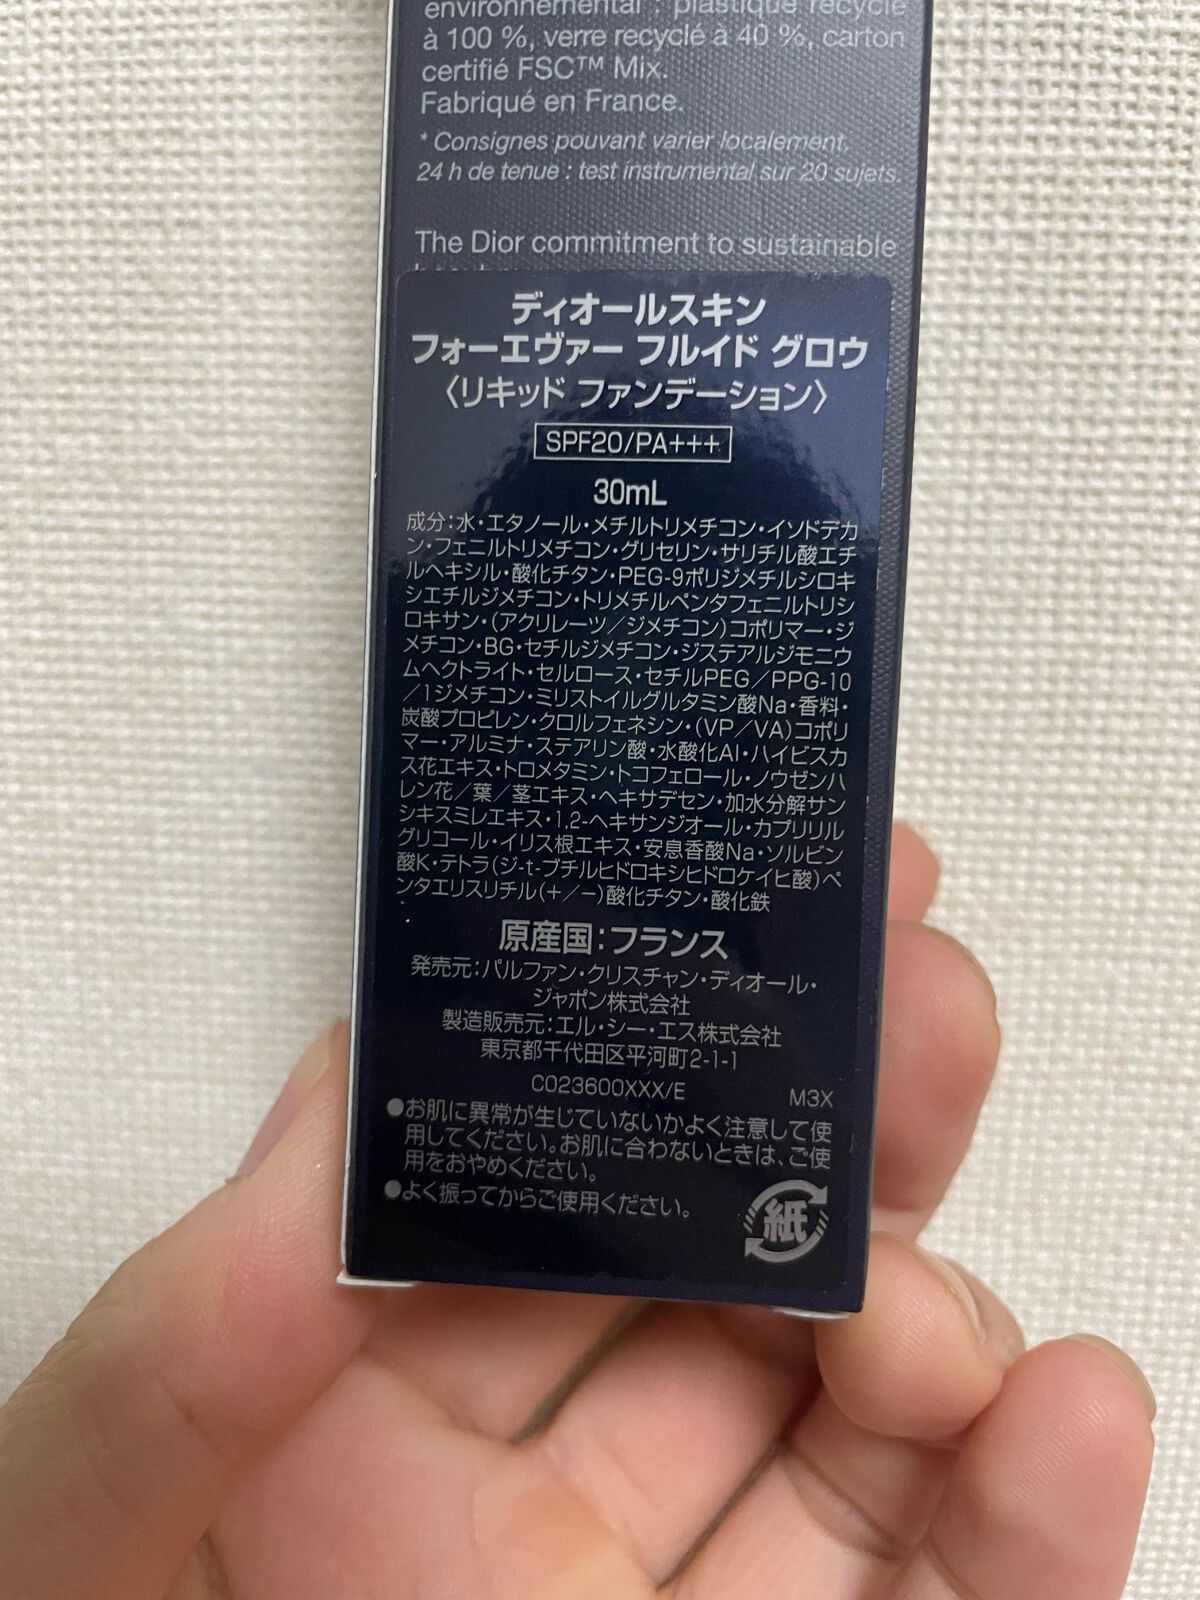 environnemental : plastique recyclé
à 100 %, verre recyclé à 40 %, carton
certifié FSC™ Mix.
Fabriqué en France.
* Consignes pouvant varier localement,
24 h de tenue : test instrumental sur 20 sujets.
The Dior commitment to sustainable
ディオールスキン
フォーエヴァー フルイド グロウ
〈リキッド ファンデーション〉
SPF20/PA+++
30mL
成分:水・エタノール・メチルトリメチコン・イソドデカ
ン・フェニルトリメチコン・グリセリン・サリチル酸エチ
ルヘキシル・酸化チタン・PEG-9ポリジメチルシロキ
シエチルジメチコン・トリメチルペンタフェニルトリシ
ロキサン・(アクリレーツ/ジメチコン)コポリマー・ジ
メチコン・BG・セチルジメチコン・ジステアルジモニウ
ムヘクトライト・セルロース・セチルPEG/PPG-10
/1ジメチコン・ミリストイルグルタミン酸Na・香料・
炭酸プロピレン・クロルフェネシン・(VP/VA)コポリ
マー・アルミナ・ステアリン酸・水酸化Al・ハイビスカ
ス花エキス・トロメタミン・トコフェロール・ノウゼンハ
レン花/葉/茎エキス・ヘキサデセン・加水分解サン
シキスミレエキス・1,2-ヘキサンジオール・カプリリル
グリコール・イリス根エキス・安息香酸Na・ソルビン
酸K・テトラ(ジ-t-ブチルヒドロキシヒドロケイヒ酸)ペ
ンタエリスリチル(+/−)酸化チタン・酸化鉄
原産国:フランス
発売元:パルファン・クリスチャン・ディオール・
ジャポン株式会社
製造販売元:エル・シー・エス株式会社
東京都千代田区平河町2-1-1
C023600XXX/E M3X
●お肌に異常が生じていないかよく注意して使
用してください。お肌に合わないときは、ご使
用をおやめください。
●よく振ってからご使用ください。
紙